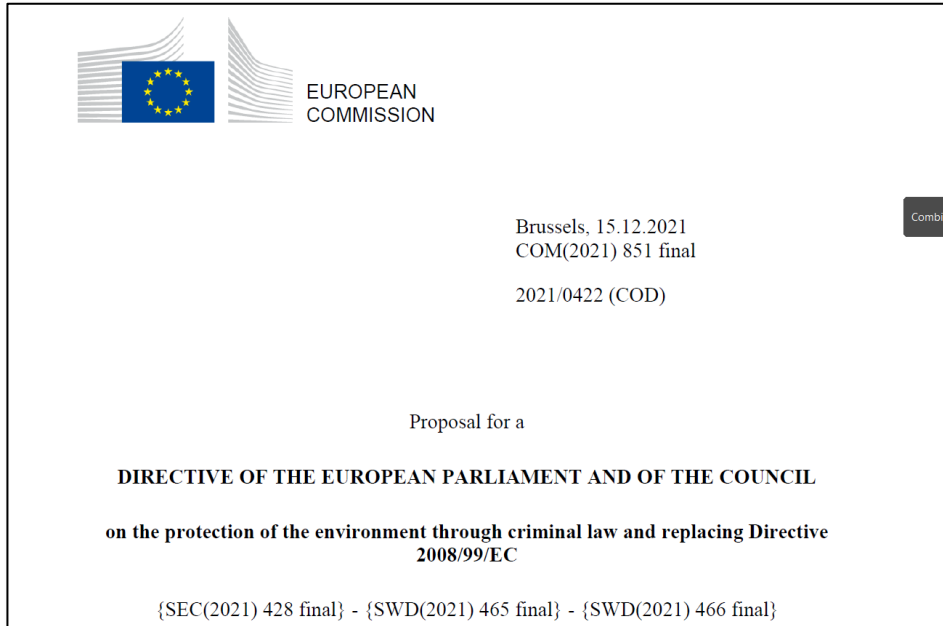 EUROPEAN
COMMISSION
Combi
Brussels, 15.12.2021
COM(2021) 851 final
2021/0422 (COD)
Proposal for a
DIRECTIVE OF THE EUROPEAN PARLIAMENT AND OF THE COUNCIL
on the protection of the environment through criminal law and replacing Directive
2008/99/EC
{SEC(2021) 428 final} - {SWD(2021) 465 final} - {SWD(2021) 466 final}